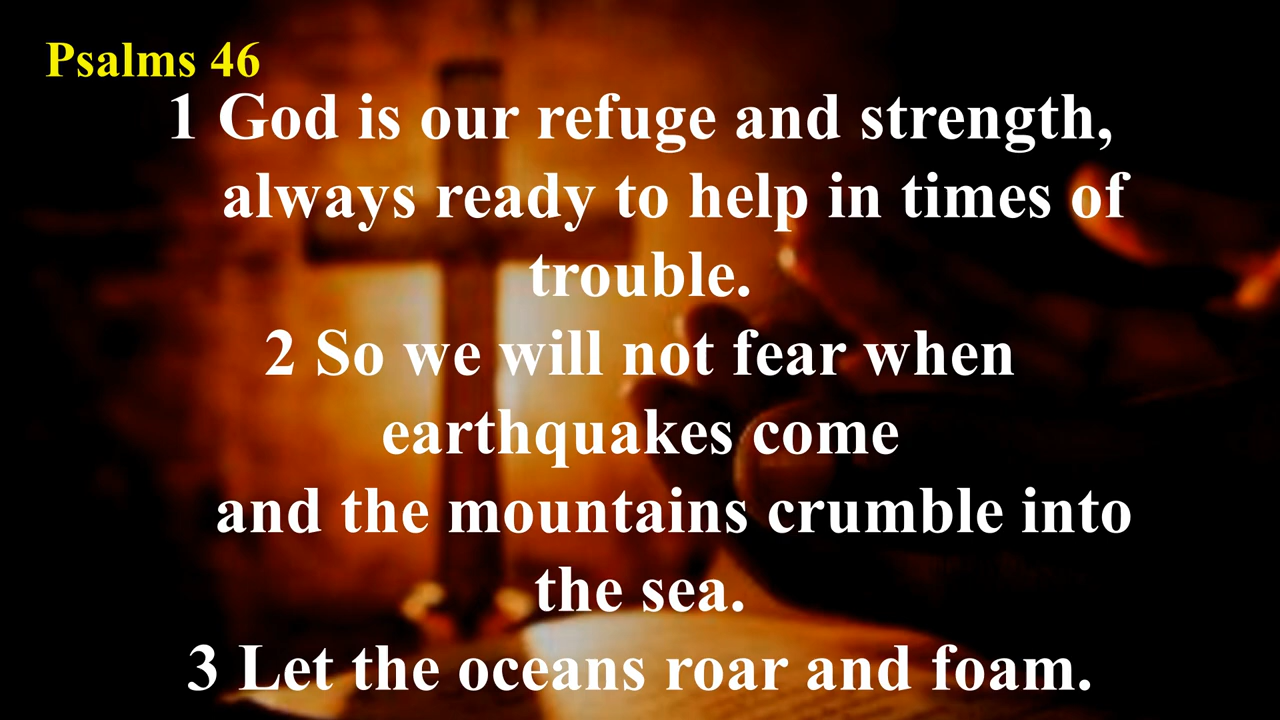 Psalms 46
1 God is our refuge and strength,
always ready to help in times of
trouble.
2 So we will not fear when
earthquakes come
and the mountains crumble into
the sea.
3 Let the oceans roar and foam.